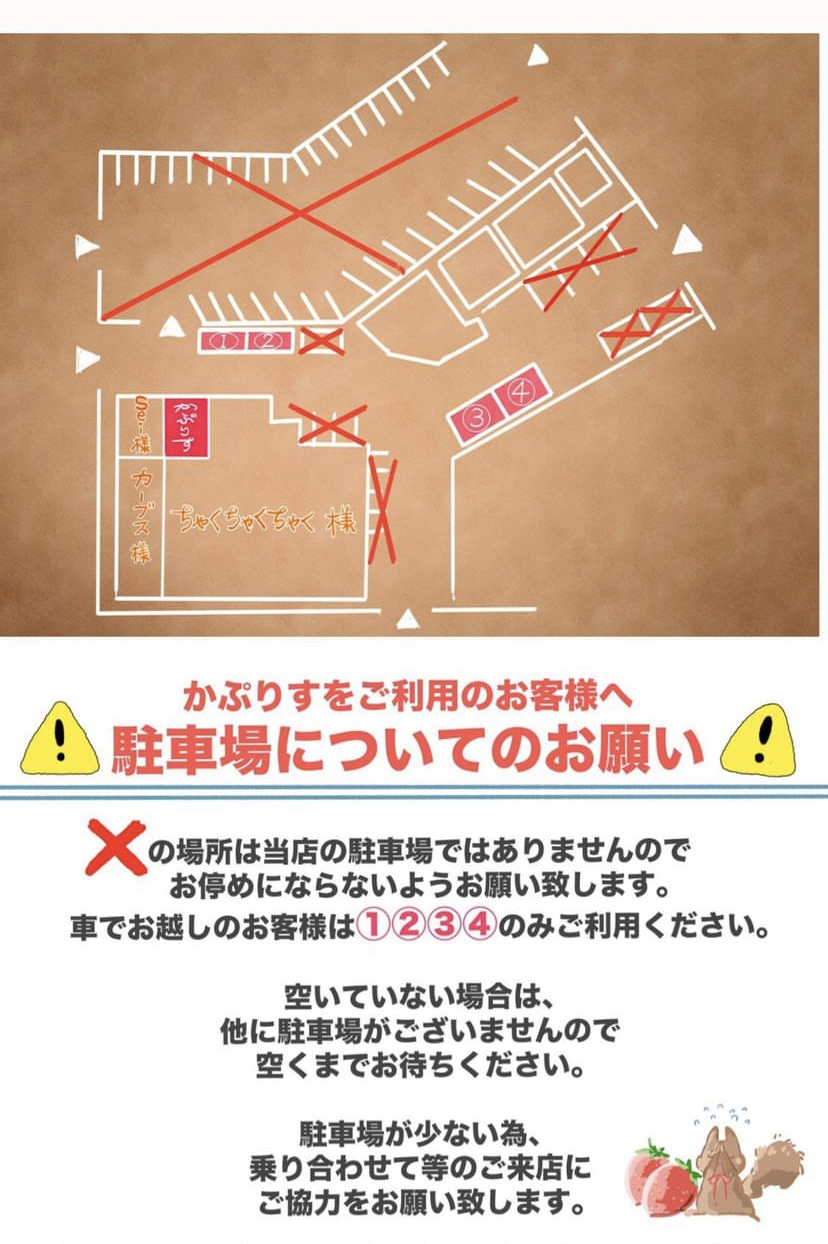 ①
②
③
④
Sei様
かぷりす
カーブス様
ちゃくちゃくちゃく様
かぷりすをご利用のお客様へ
駐車場についてのお願い
の場所は当店の駐車場ではありませんので
お停めにならないようお願い致します。
車でお越しのお客様は①②③④のみご利用ください。
空いていない場合は、
他に駐車場がございませんので
空くまでお待ちください。
駐車場が少ない為、
乗り合わせて等のご来店に
ご協力をお願い致します。